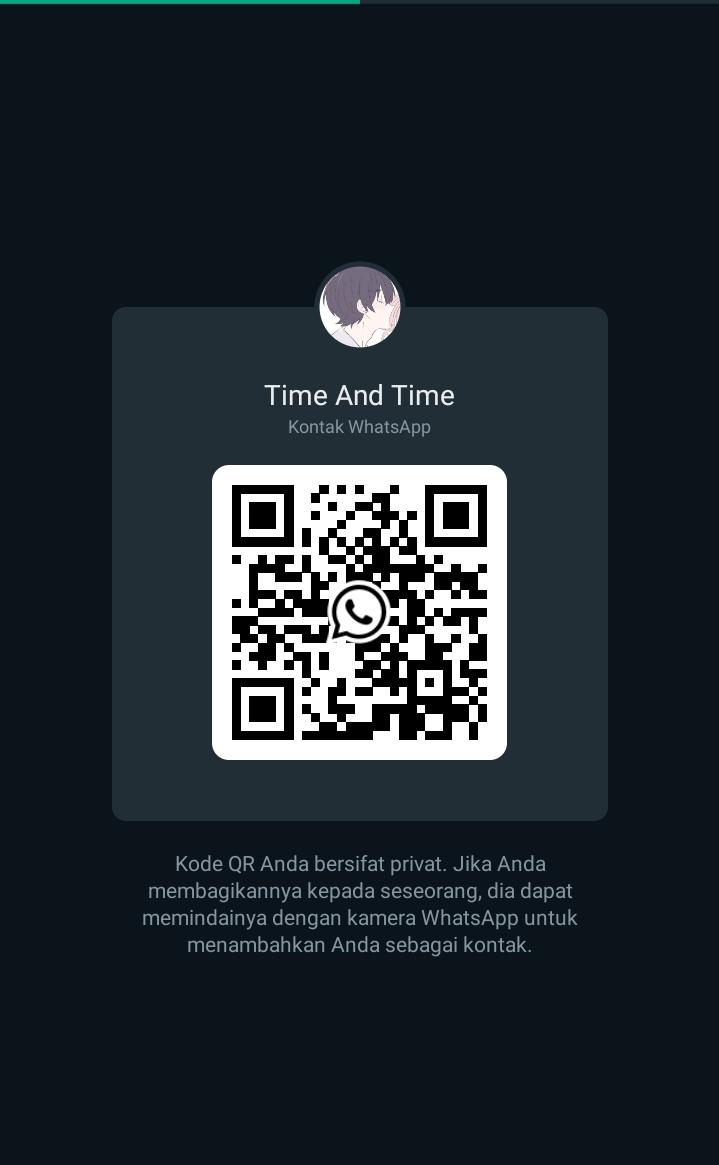 Time And Time
Kontak WhatsApp
Kode QR Anda bersifat privat. Jika Anda
membagikannya kepada seseorang, dia dapat
memindainya dengan kamera WhatsApp untuk
menambahkan Anda sebagai kontak.